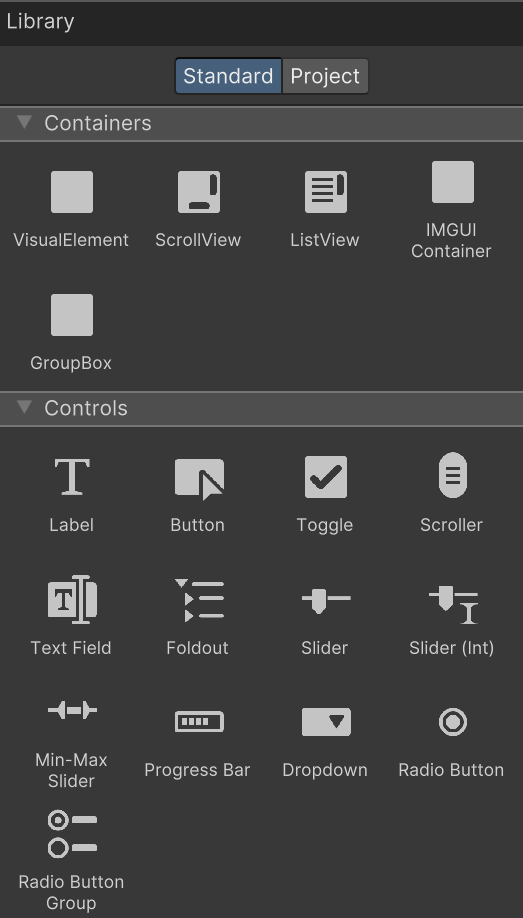 Library
Standard Project
Containers
VisualElement ScrollView ListView IMGUI Container
GroupBox
Controls
Label Button Toggle Scroller
Text Field Foldout Slider Slider (Int)
Min-Max Slider Progress Bar Dropdown Radio Button
Radio Button Group